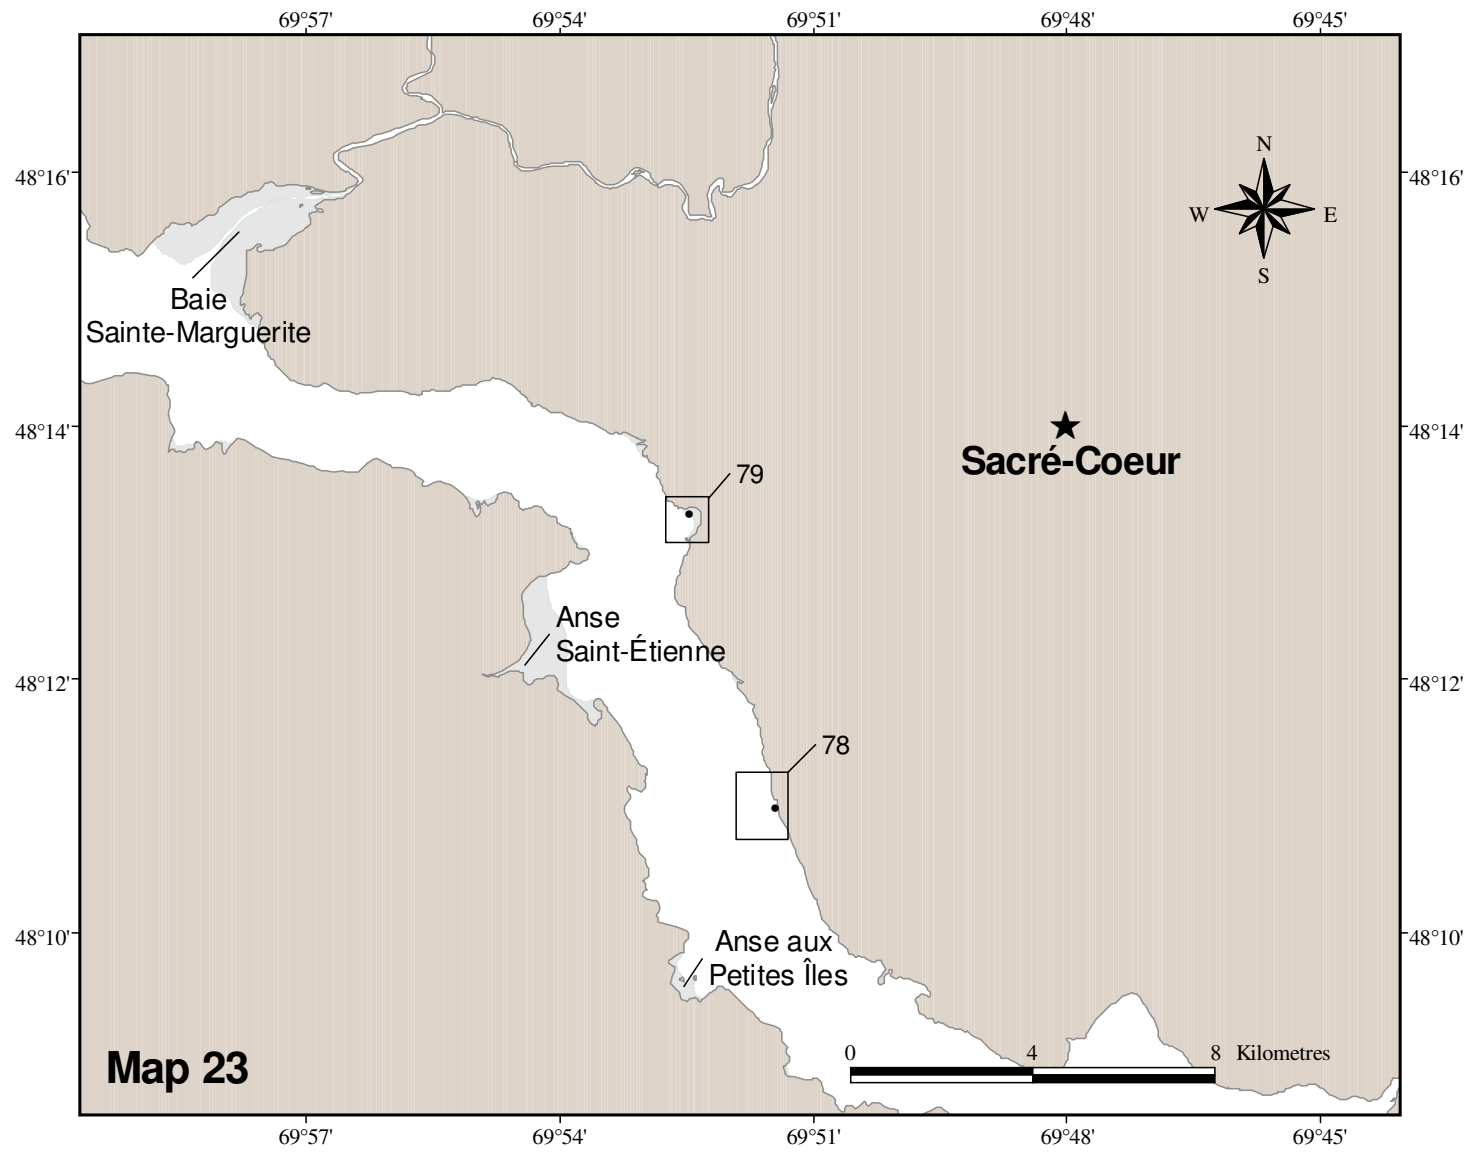 69°57' 69°54' 69°51' 69°48' 69°45'
N
48°16' 48°16'
W E
S
Baie
Sainte-Marguerite
48°14' 48°14'
Sacré-Coeur
79
Anse
Saint-Étienne
48°12' 48°12'
78
48°10' 48°10'
Anse aux
Petites Îles
0 4 8 Kilometres
Map 23
69°57' 69°54' 69°51' 69°48' 69°45'